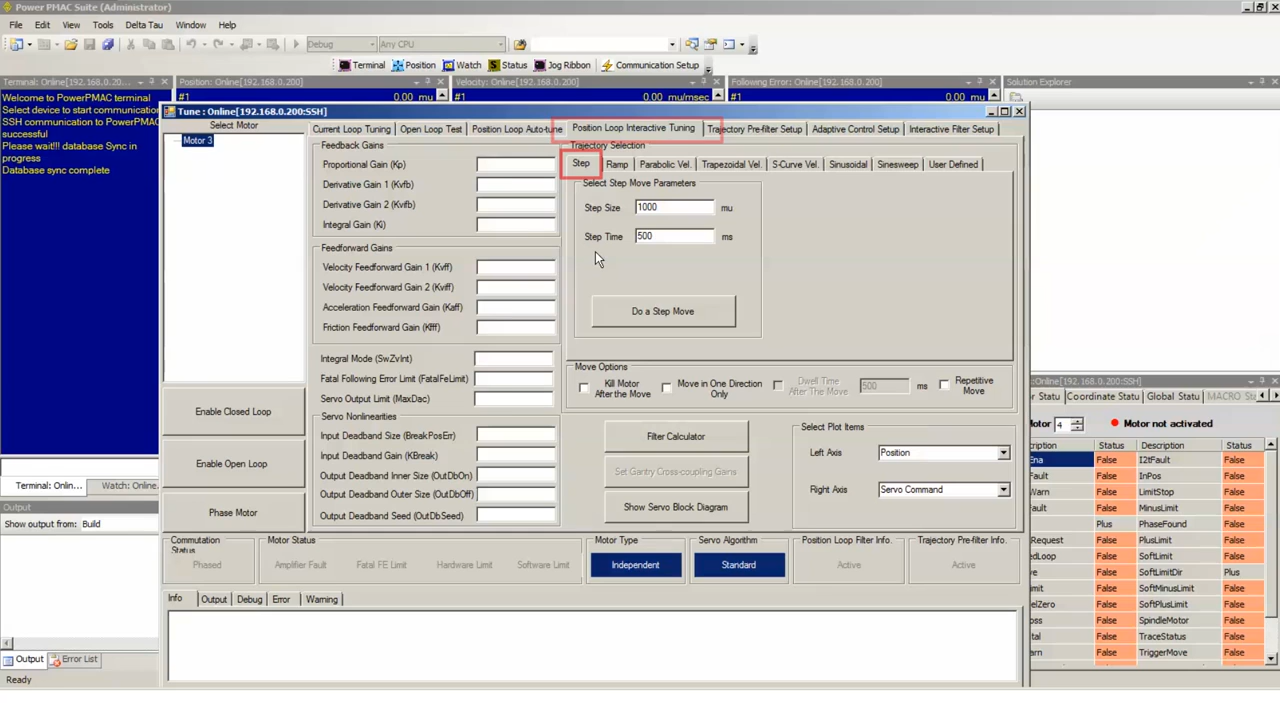 Power PMAC Suite (Administrator)
File Edit View Tools Delta Tau Window Help
Debug Any CPU
Terminal Position Watch Status Jog Ribbon Communication Setup
Terminal: Online[192.168.0.20... Position: Online[192.168.0.200] Velocity: Online[192.168.0.200] Following Error: Online[192.168.0.200] Solution Explorer
Welcome to PowerPMAC terminal
Select device to start communication
SSH communication to PowerPMAC
successful
Please wait!!! database Sync in
progress
Database sync complete
#1 0.00 mu #1 0.00 mu/msec #1 0.00 mu
Tune : Online[192.168.0.200:SSH]
Select Motor
Motor 3
Current Loop Tuning Open Loop Test Position Loop Auto-tune Position Loop Interactive Tuning Trajectory Pre-filter Setup Adaptive Control Setup Interactive Filter Setup
Feedback Gains
Proportional Gain (Kp)
Derivative Gain 1 (Kvfb)
Derivative Gain 2 (Kvifb)
Integral Gain (Ki)
Feedforward Gains
Velocity Feedforward Gain 1 (Kvff)
Velocity Feedforward Gain 2 (Kviff)
Acceleration Feedforward Gain (Kaff)
Friction Feedforward Gain (Kfff)
Integral Mode (SwZvInt)
Fatal Following Error Limit (FatalFeLimit)
Servo Output Limit (MaxDac)
Servo Nonlinearities
Input Deadband Size (BreakPosErr)
Input Deadband Gain (KBreak)
Output Deadband Inner Size (OutDbOn)
Output Deadband Outer Size (OutDbOff)
Output Deadband Seed (OutDbSeed)
Trajectory Selection
Step Ramp Parabolic Vel. Trapezoidal Vel. S-Curve Vel. Sinusoidal Sinesweep User Defined
Select Step Move Parameters
Step Size 1000 mu
Step Time 500 ms
Do a Step Move
Move Options
Kill Motor
After the Move
Move in One Direction
Only
Dwell Time
After The Move
500 ms
Repetitive
Move
Filter Calculator
Set Gantry Cross-coupling Gains
Show Servo Block Diagram
Select Plot Items
Left Axis Position
Right Axis Servo Command
Enable Closed Loop
Enable Open Loop
Phase Motor
Commutation
Status
Phased
Motor Status
Amplifier Fault Fatal FE Limit Hardware Limit Software Limit
Motor Type
Independent
Servo Algorithm
Standard
Position Loop Filter Info.
Active
Trajectory Pre-filter Info.
Active
Info Output Debug Error Warning
Terminal: Onlin... Watch: Online.
Output
Show output from: Build
Output Error List
Ready
:Online[192.168.0.200:SSH]
Coordinate Statu Global Statu MACRO Stu
4 Motor not activated
Status Description Status
Ena False I2tFault False
Fault False InPos False
Warn False LimitStop False
False MinusLimit False
Plus PhaseFound False
Request False PlusLimit False
False SoftLimit False
False SoftLimitDir Plus
False SoftMinusLimit False
False SoftPlusLimit False
False SpindleMotor False
False TraceStatus False
False TriggerMove False